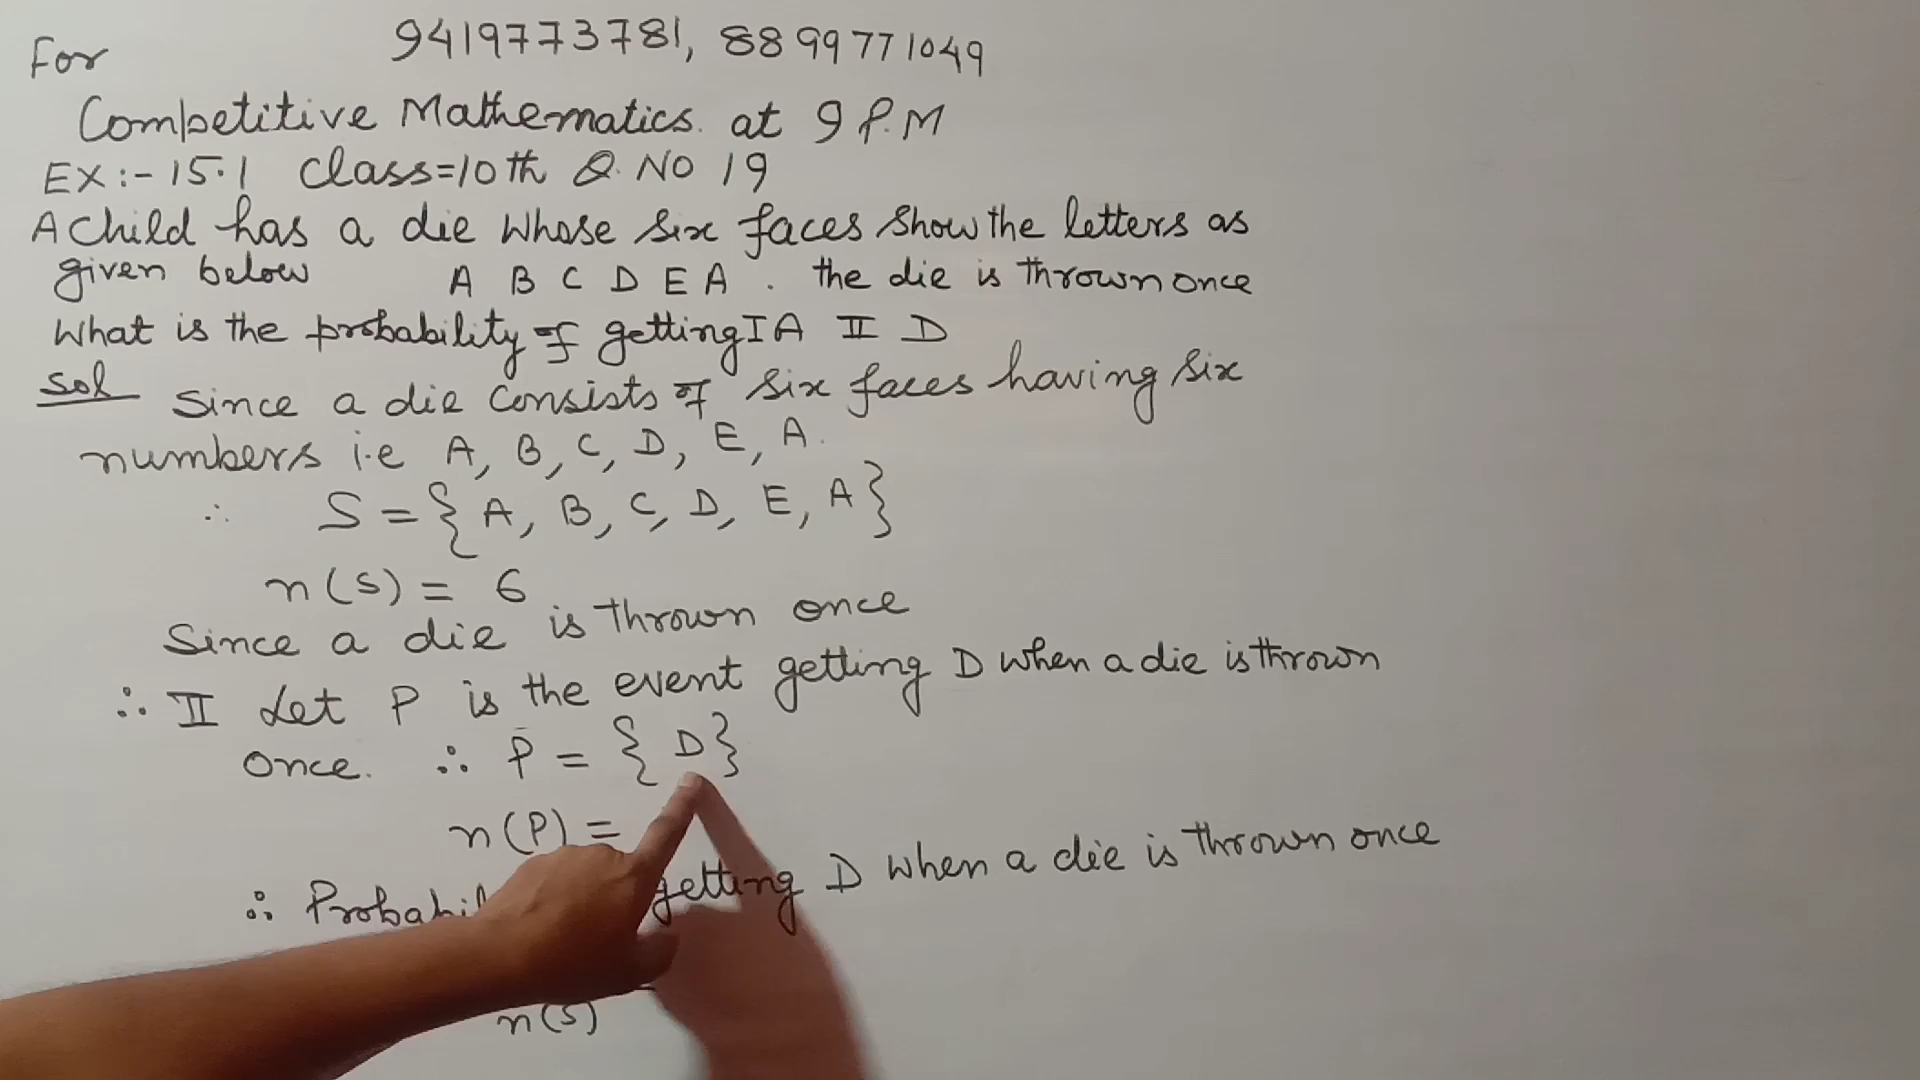 For 9419773781, 8899771049
Competitive Mathematics. at 9 P.M
EX:- 15.1 Class=10th Q. NO 19
A Child has a die whose six faces show the letters as
given below A B C D E A . the die is thrown once
What is the probability of getting I A II D
Sol Since a die consists of six faces having six
numbers i.e A, B, C, D, E, A.
∴ S = { A, B, C, D, E, A }
n(S) = 6
Since a die is thrown once
∴ II Let P is the event getting D when a die is thrown
once. ∴ P = { D }
n(P) =
∴ getting D when a die is thrown once
n(S)